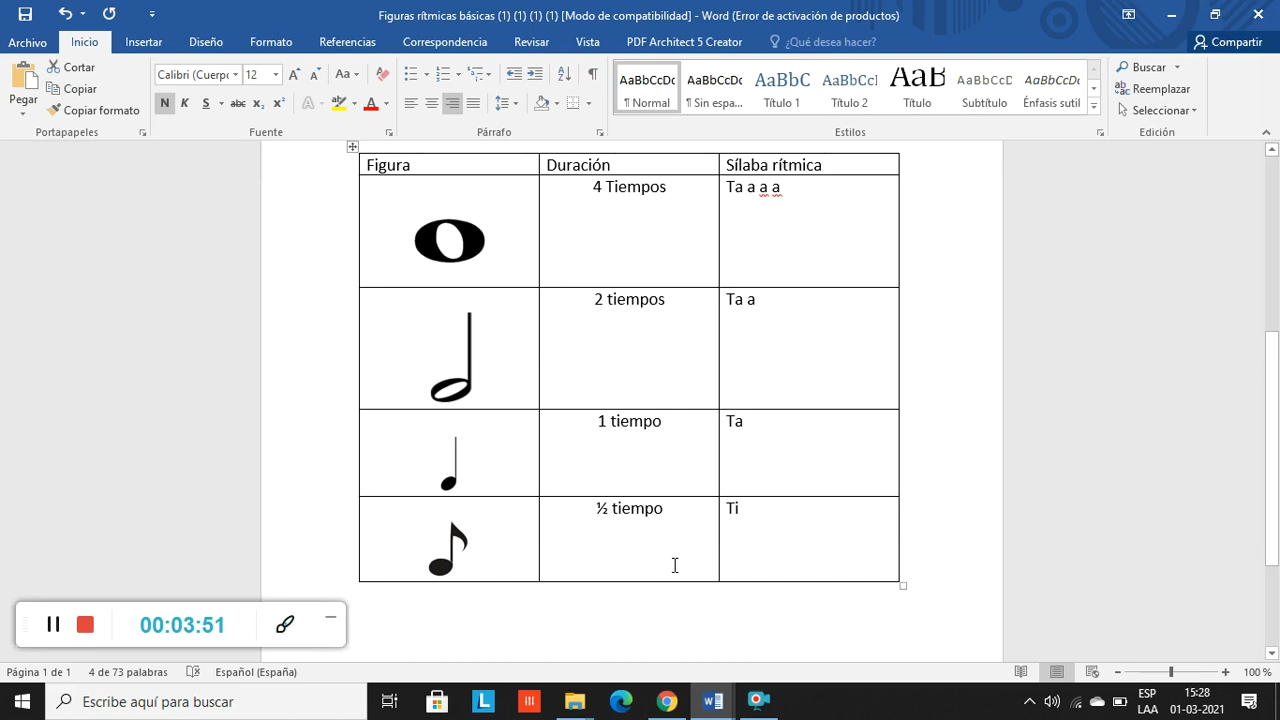 Figuras rítmicas básicas (1) (1) (1) (1) [Modo de compatibilidad] - Word (Error de activación de productos)
Archivo Inicio Insertar Diseño Formato Referencias Correspondencia Revisar Vista PDF Architect 5 Creator ¿Qué desea hacer? Compartir
Pegar
Cortar
Copiar
Copiar formato
Portapapeles
Calibri (Cuerpo 12
Aa
N K S abc x₂ x²
A A
Fuente
Párrafo
AaBbCcDc
¶ Normal
AaBbCcDc
¶ Sin espa...
AaBbC
Título 1
AaBbCcI
Título 2
AaB
Título
AaBbCcD
Subtítulo
AaBbCcDc
Énfasis sutil
Estilos
Buscar
Reemplazar
Seleccionar
Edición
Figura Duración Sílaba rítmica
4 Tiempos Ta a a a
2 tiempos Ta a
1 tiempo Ta
½ tiempo Ti
00:03:51
Página 1 de 1 4 de 73 palabras Español (España) 100 %
Escribe aquí para buscar
ESP
LAA
15:28
01-03-2021